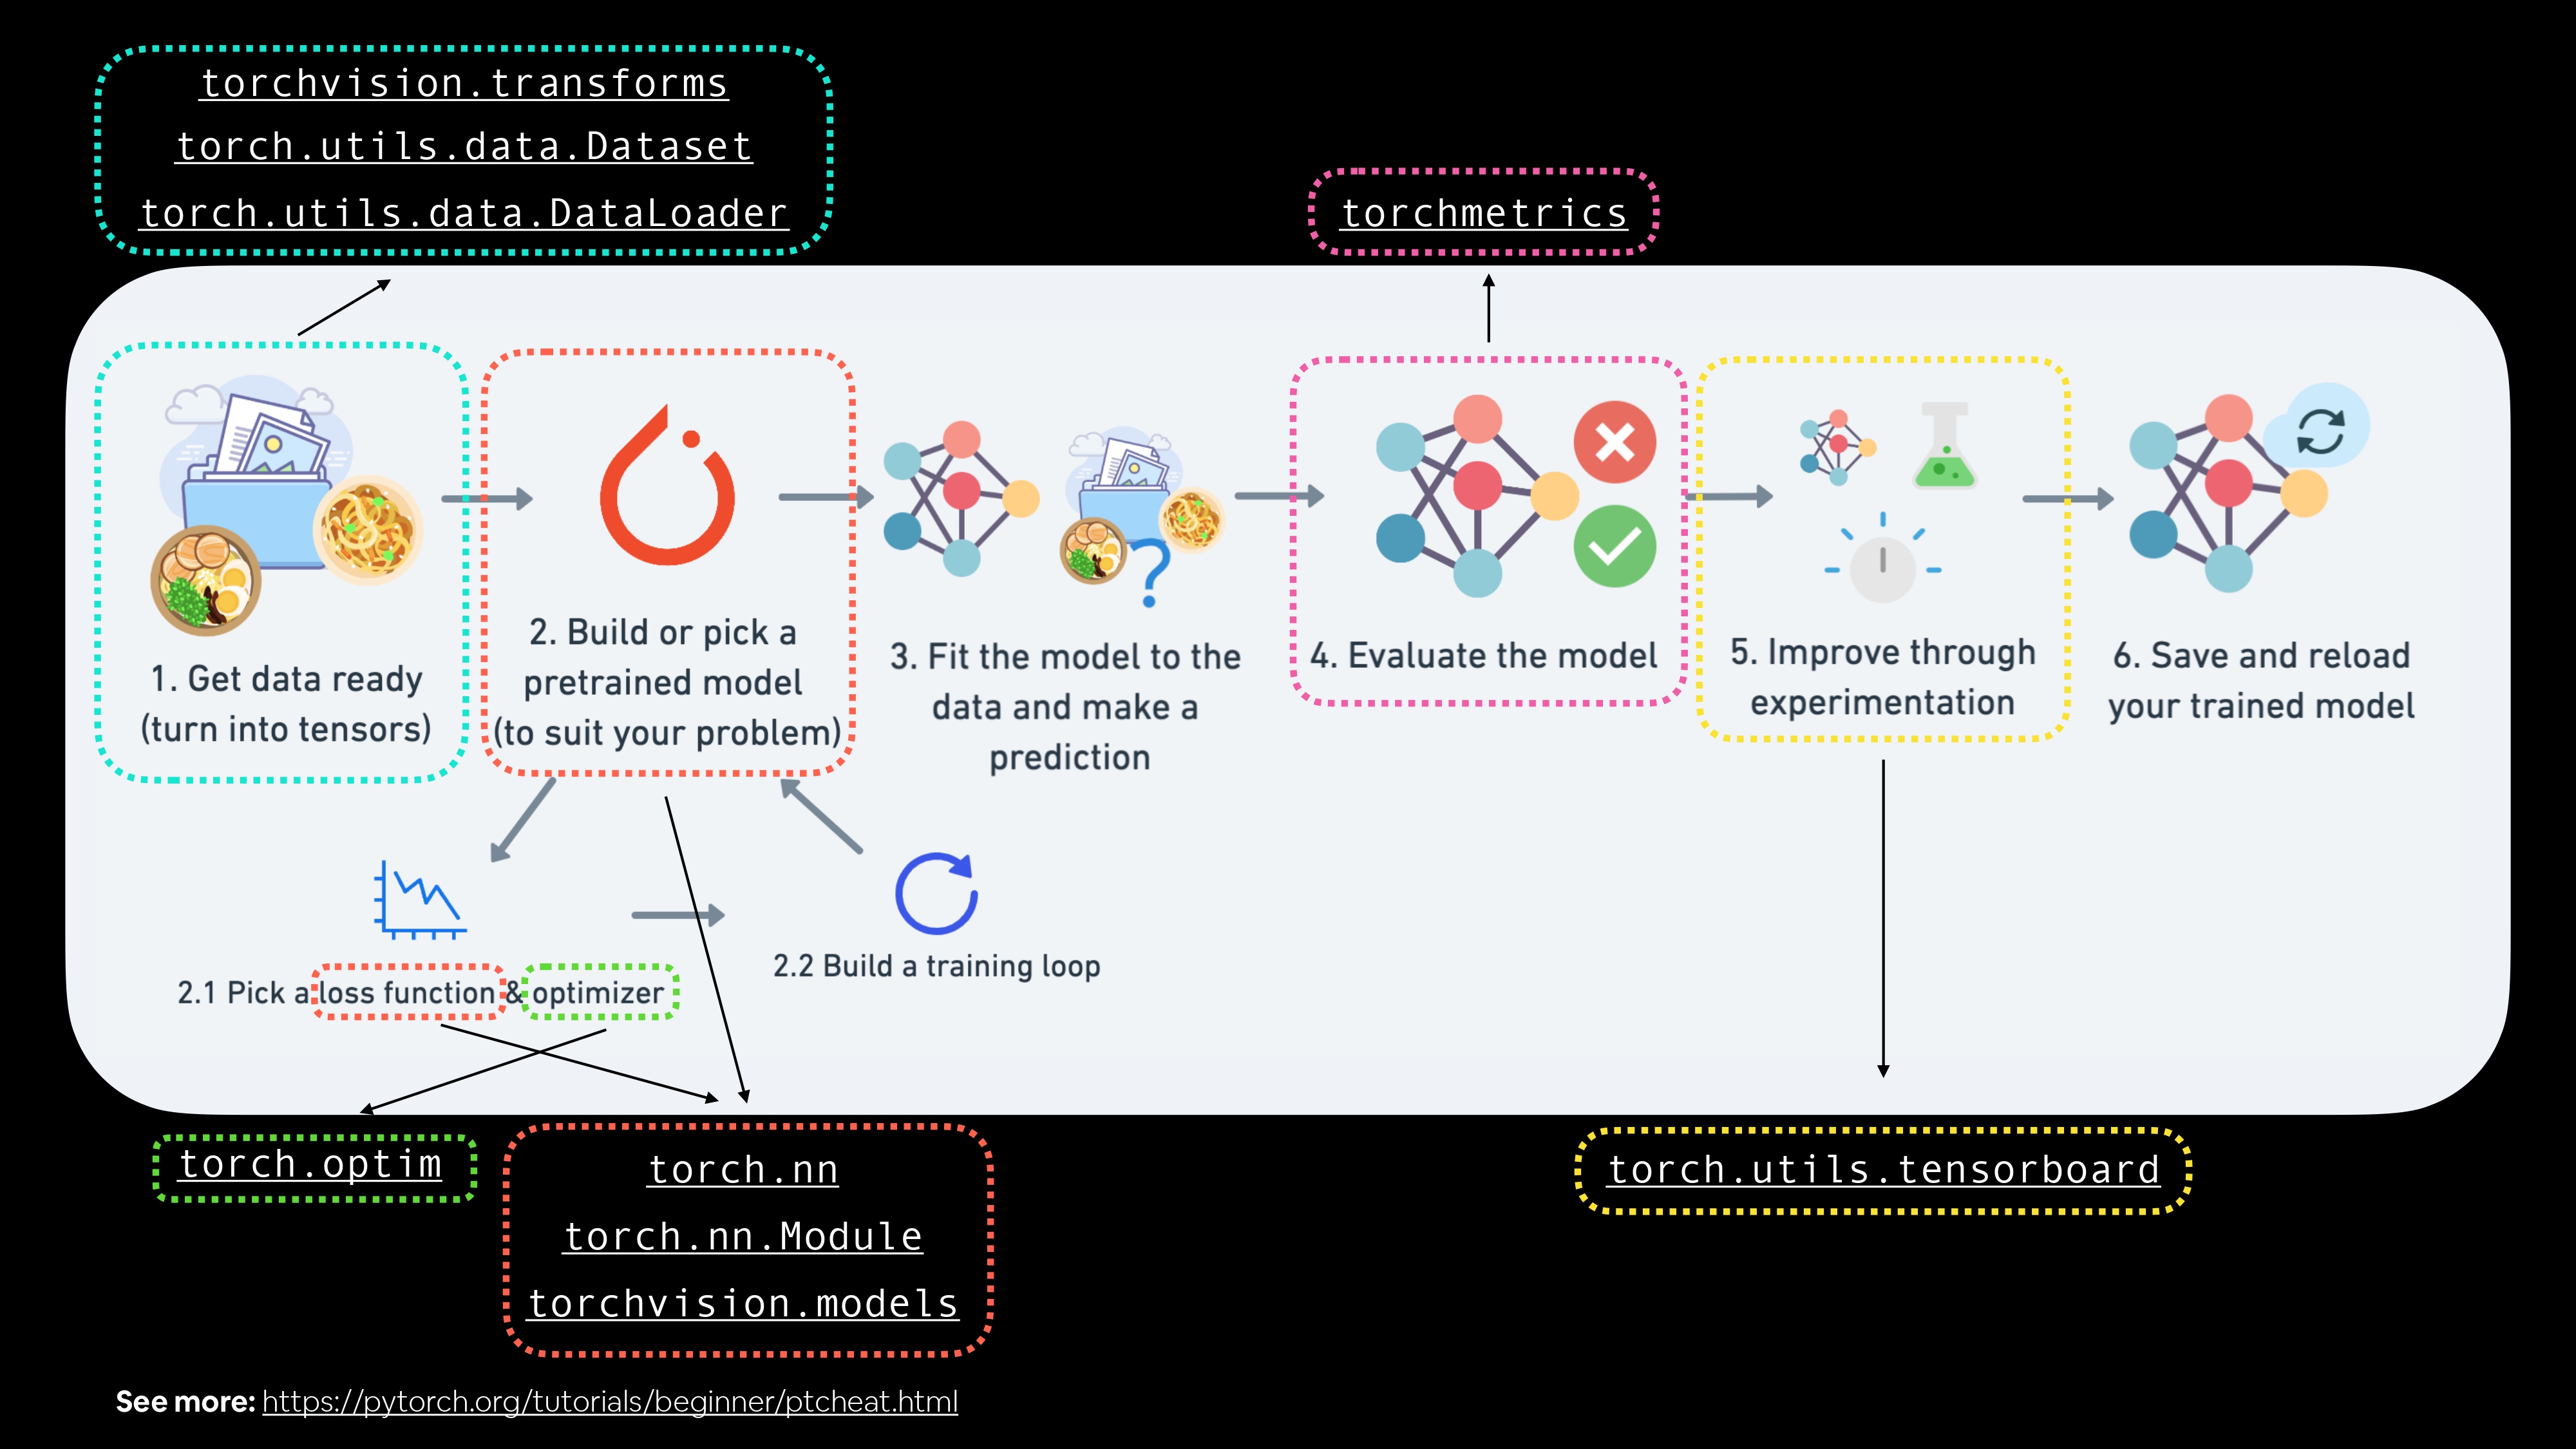 torchvision.transforms
torch.utils.data.Dataset
torch.utils.data.DataLoader
torchmetrics
1. Get data ready
(turn into tensors)
2. Build or pick a
pretrained model
(to suit your problem)
3. Fit the model to the
data and make a
prediction
4. Evaluate the model
5. Improve through
experimentation
6. Save and reload
your trained model
2.1 Pick a loss function & optimizer
2.2 Build a training loop
torch.optim
torch.nn
torch.nn.Module
torchvision.models
torch.utils.tensorboard
See more: https://pytorch.org/tutorials/beginner/ptcheat.html